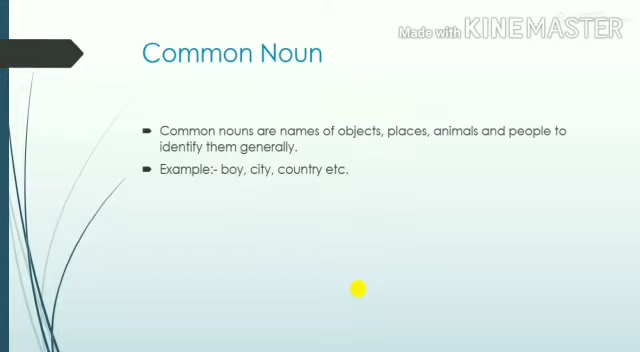 Made with KINEMASTER
Common Noun
Common nouns are names of objects, places, animals and people to
identify them generally.
Example:- boy, city, country etc.